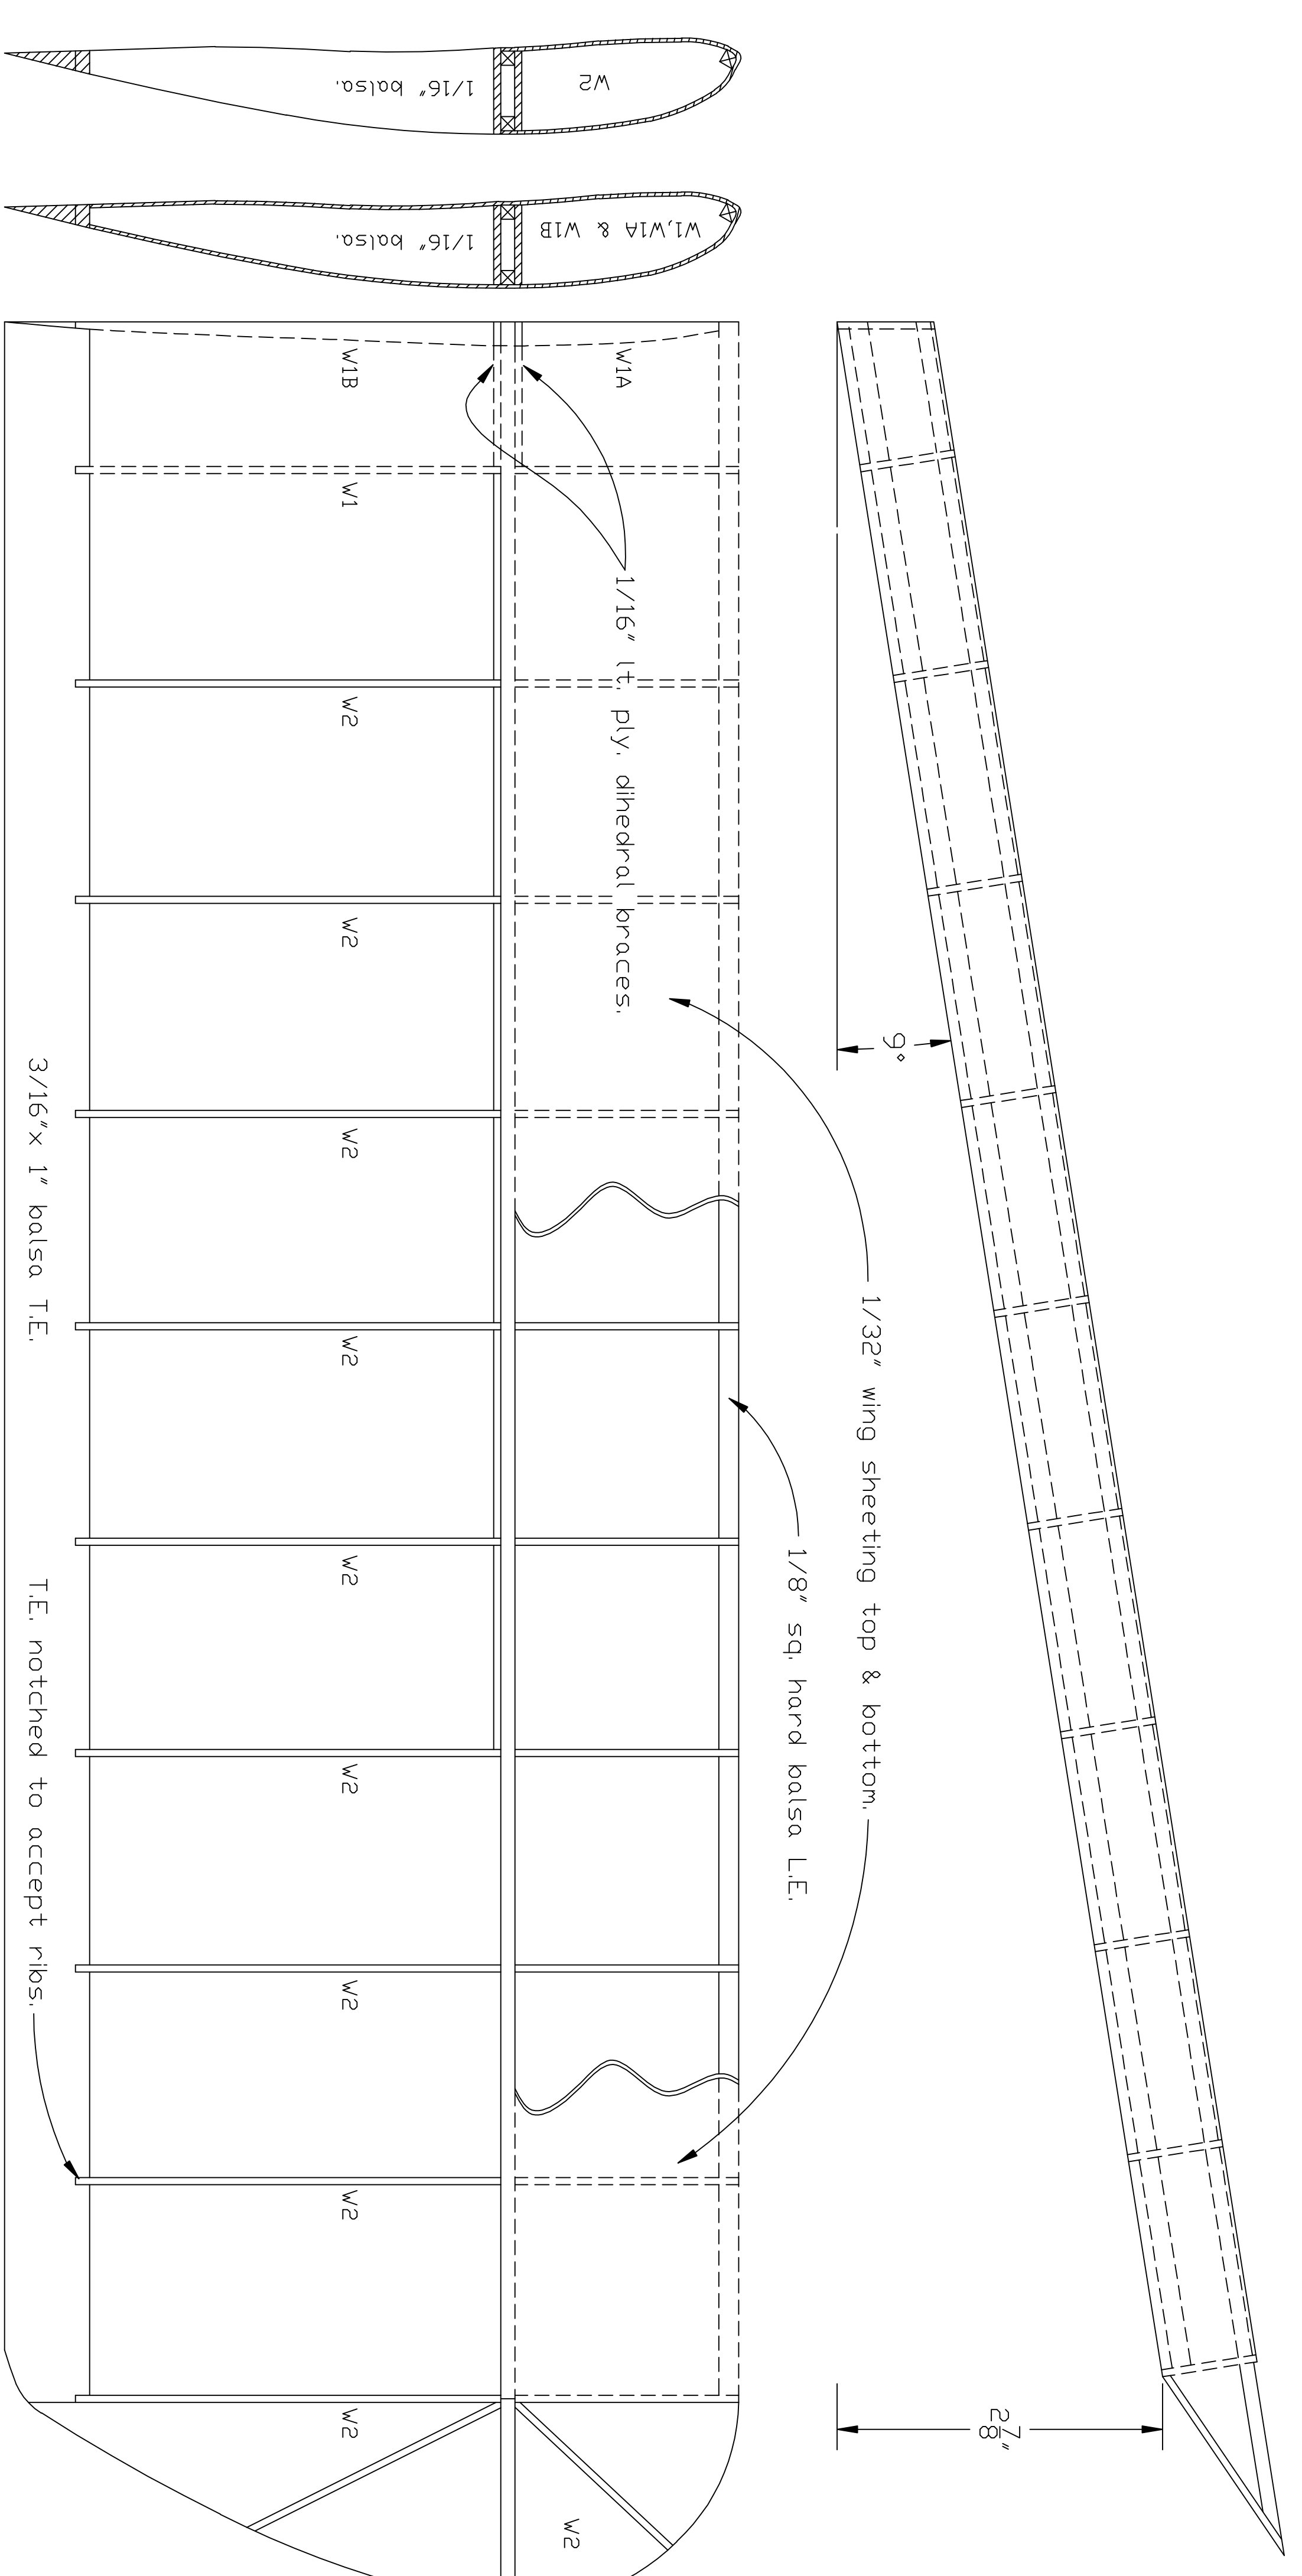 W2
1/16" balsa.
W1,W1A & W1B
1/16" balsa.
9°
2 7/8"
1/32" wing sheeting top & bottom.
1/8" sq. hard balsa L.E.
1/16" lt. ply. dihedral braces.
W1A
W2
W1B
W1
W2
W2
W2
W2
W2
W2
W2
W2
W2
3/16"x 1" balsa T.E.
T.E. notched to accept ribs.